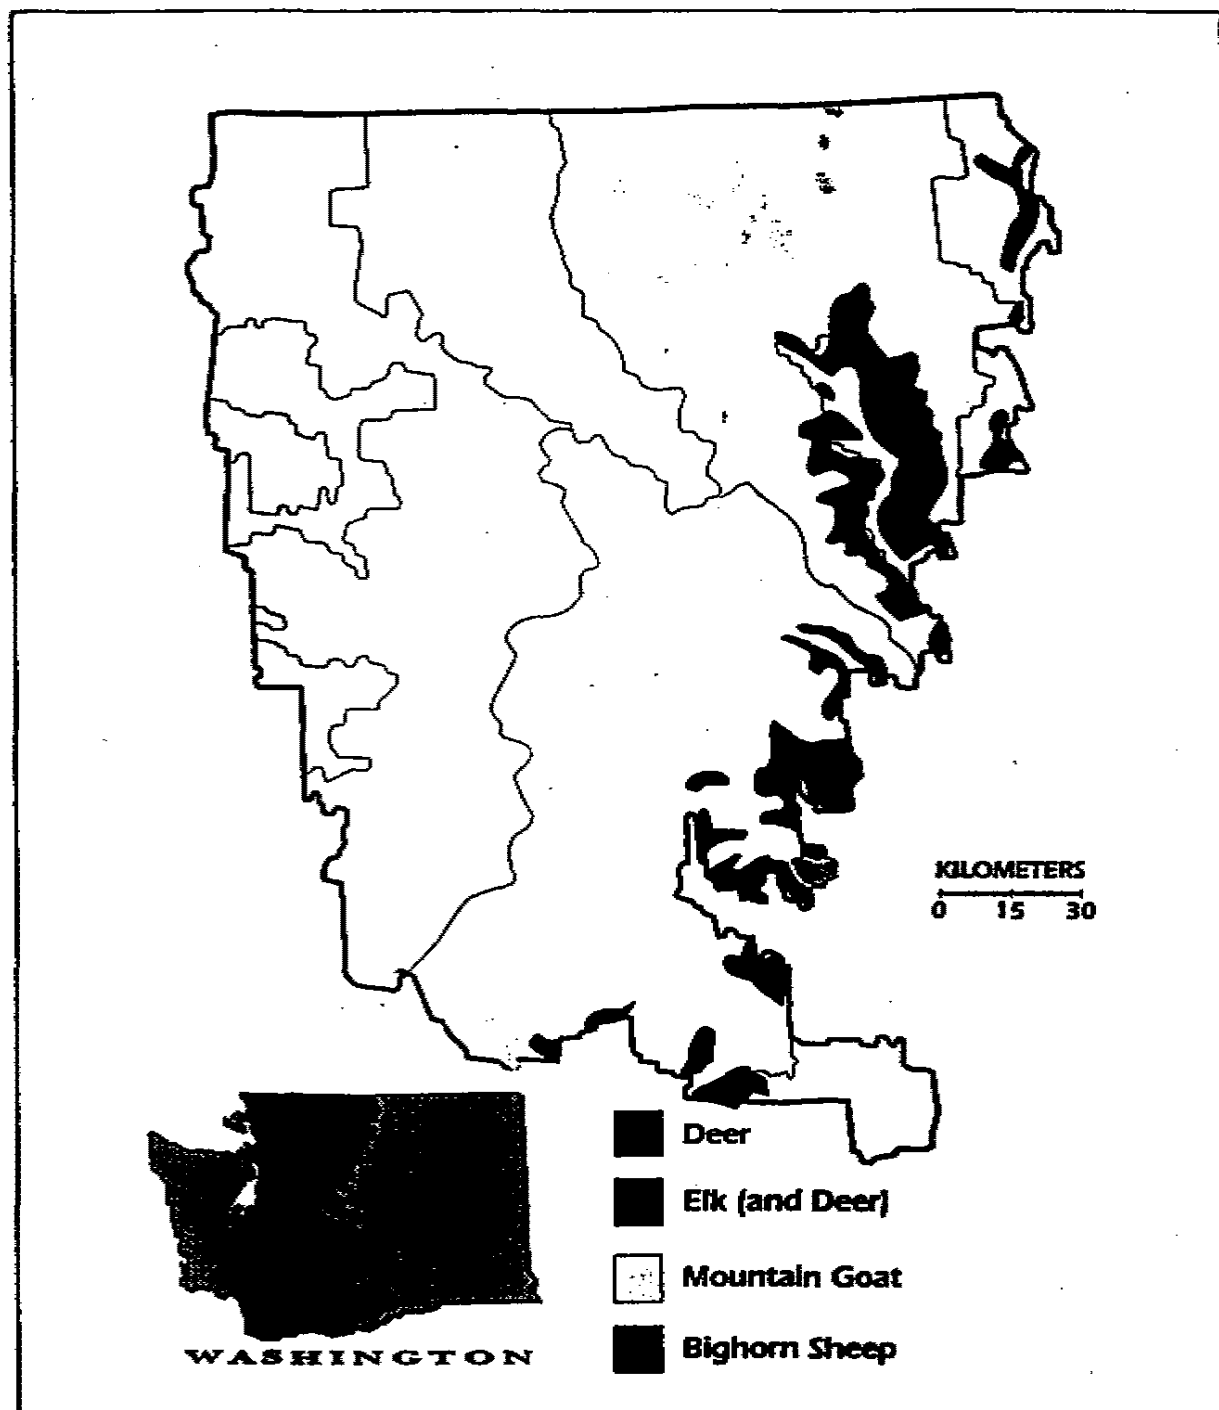 KILOMETERS
0 15 30
Deer
Elk (and Deer)
Mountain Goat
Bighorn Sheep
WASHINGTON